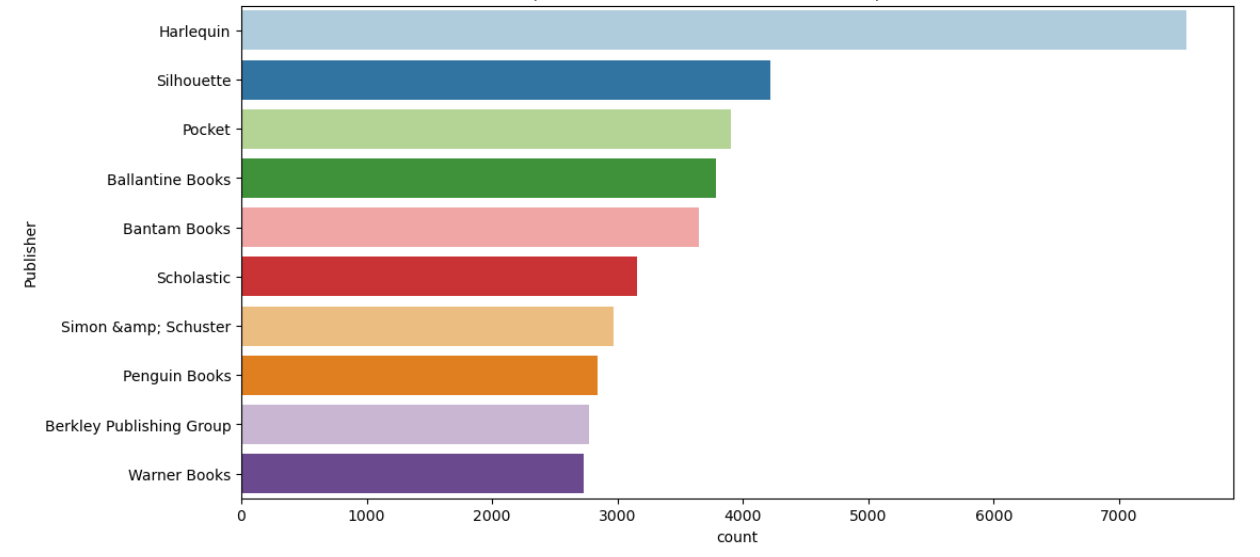 Harlequin
Silhouette
Pocket
Ballantine Books
Bantam Books
Scholastic
Simon &amp; Schuster
Penguin Books
Berkley Publishing Group
Warner Books
Publisher
0 1000 2000 3000 4000 5000 6000 7000
count